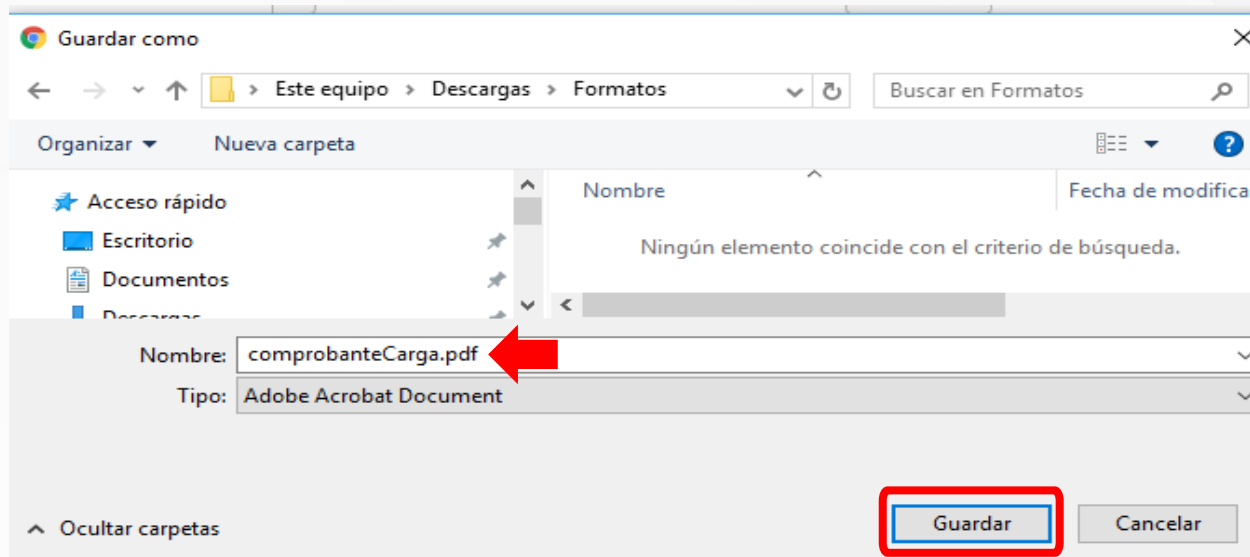 Guardar como
Este equipo > Descargas > Formatos
Buscar en Formatos
Organizar
Nueva carpeta
Acceso rápido
Escritorio
Documentos
Descargas
Nombre
Fecha de modifica
Ningún elemento coincide con el criterio de búsqueda.
Nombre: comprobanteCarga.pdf
Tipo: Adobe Acrobat Document
Ocultar carpetas
Guardar
Cancelar